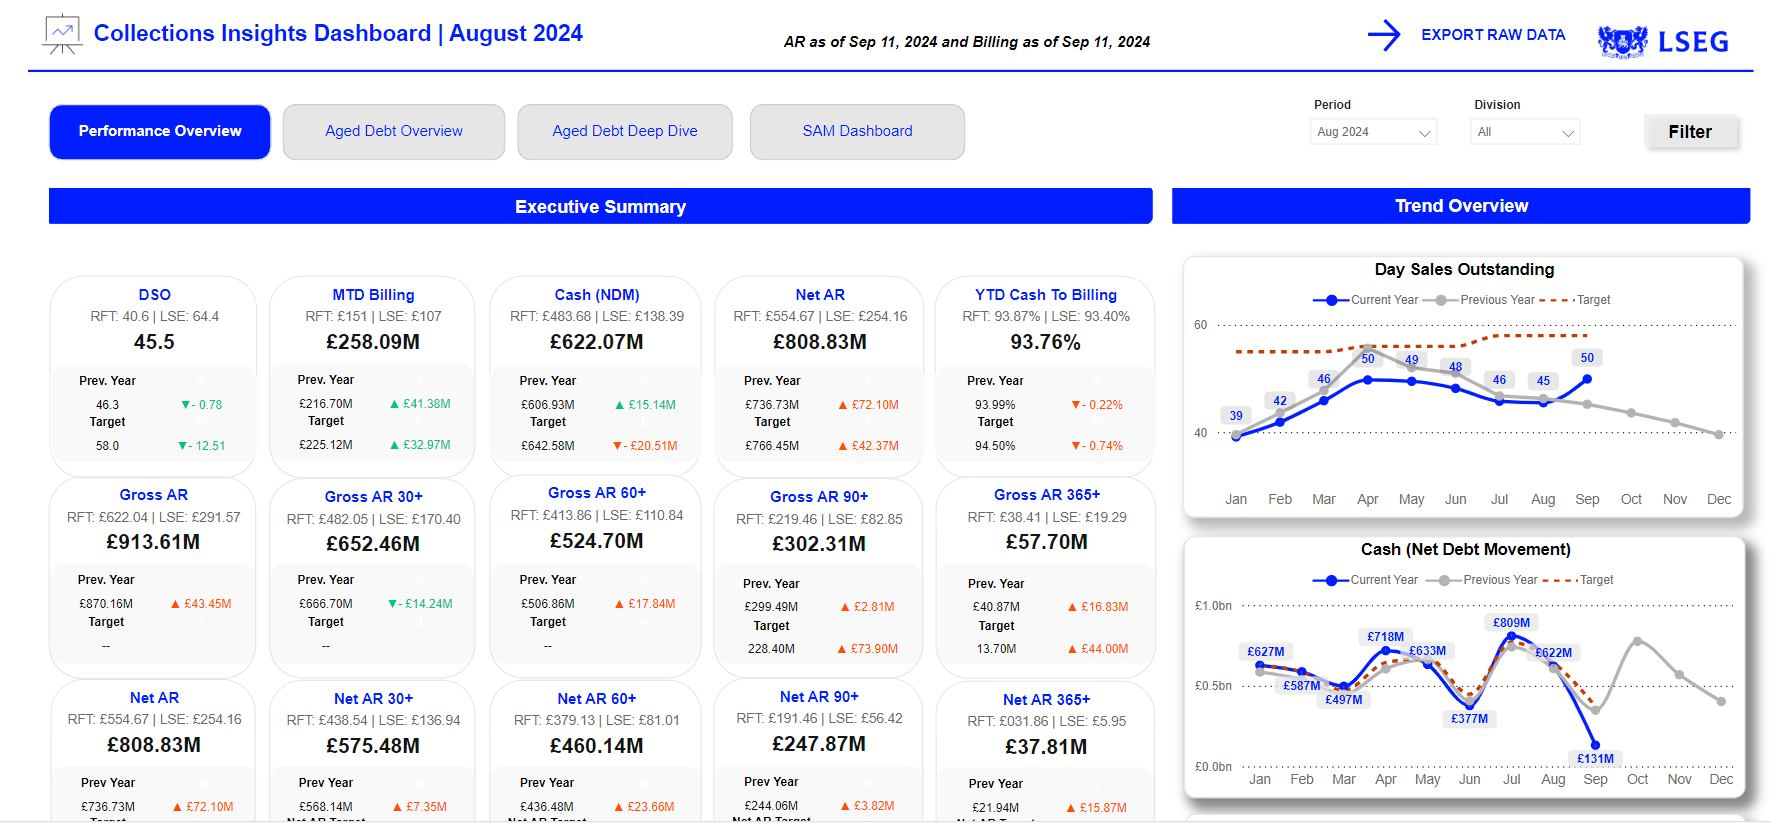 Collections Insights Dashboard | August 2024
AR as of Sep 11, 2024 and Billing as of Sep 11, 2024
EXPORT RAW DATA
LSEG
Performance Overview
Aged Debt Overview
Aged Debt Deep Dive
SAM Dashboard
Period
Aug 2024
Division
All
Filter
Executive Summary
DSO
RFT: 40.6 | LSE: 64.4
45.5
Prev. Year
46.3 ▼- 0.78
Target
58.0 ▼- 12.51
MTD Billing
RFT: £151 | LSE: £107
£258.09M
Prev. Year
£216.70M ▲ £41.38M
Target
£225.12M ▲ £32.97M
Cash (NDM)
RFT: £483.68 | LSE: £138.39
£622.07M
Prev. Year
£606.93M ▲ £15.14M
Target
£642.58M ▼- £20.51M
Net AR
RFT: £554.67 | LSE: £254.16
£808.83M
Prev. Year
£736.73M ▲ £72.10M
Target
£766.45M ▲ £42.37M
YTD Cash To Billing
RFT: 93.87% | LSE: 93.40%
93.76%
Prev. Year
93.99% ▼- 0.22%
Target
94.50% ▼- 0.74%
Gross AR
RFT: £622.04 | LSE: £291.57
£913.61M
Prev. Year
£870.16M ▲ £43.45M
Target
--
Gross AR 30+
RFT: £482.05 | LSE: £170.40
£652.46M
Prev. Year
£666.70M ▼- £14.24M
Target
--
Gross AR 60+
RFT: £413.86 | LSE: £110.84
£524.70M
Prev. Year
£506.86M ▲ £17.84M
Target
--
Gross AR 90+
RFT: £219.46 | LSE: £82.85
£302.31M
Prev. Year
£299.49M ▲ £2.81M
Target
228.40M ▲ £73.90M
Gross AR 365+
RFT: £38.41 | LSE: £19.29
£57.70M
Prev. Year
£40.87M ▲ £16.83M
Target
13.70M ▲ £44.00M
Net AR
RFT: £554.67 | LSE: £254.16
£808.83M
Prev Year
£736.73M ▲ £72.10M
Target
Net AR 30+
RFT: £438.54 | LSE: £136.94
£575.48M
Prev Year
£568.14M ▲ £7.35M
Net AR Target
Net AR 60+
RFT: £379.13 | LSE: £81.01
£460.14M
Prev Year
£436.48M ▲ £23.66M
Net AR Target
Net AR 90+
RFT: £191.46 | LSE: £56.42
£247.87M
Prev Year
£244.06M ▲ £3.82M
Net AR Target
Net AR 365+
RFT: £031.86 | LSE: £5.95
£37.81M
Prev Year
£21.94M ▲ £15.87M
Net AR Target
Trend Overview
Day Sales Outstanding
Current Year Previous Year Target
60
40
39 42 46 50 49 48 46 45 50
Jan Feb Mar Apr May Jun Jul Aug Sep Oct Nov Dec
Cash (Net Debt Movement)
Current Year Previous Year Target
£1.0bn
£0.5bn
£0.0bn
£627M £587M £497M £718M £633M £377M £809M £622M £131M
Jan Feb Mar Apr May Jun Jul Aug Sep Oct Nov Dec